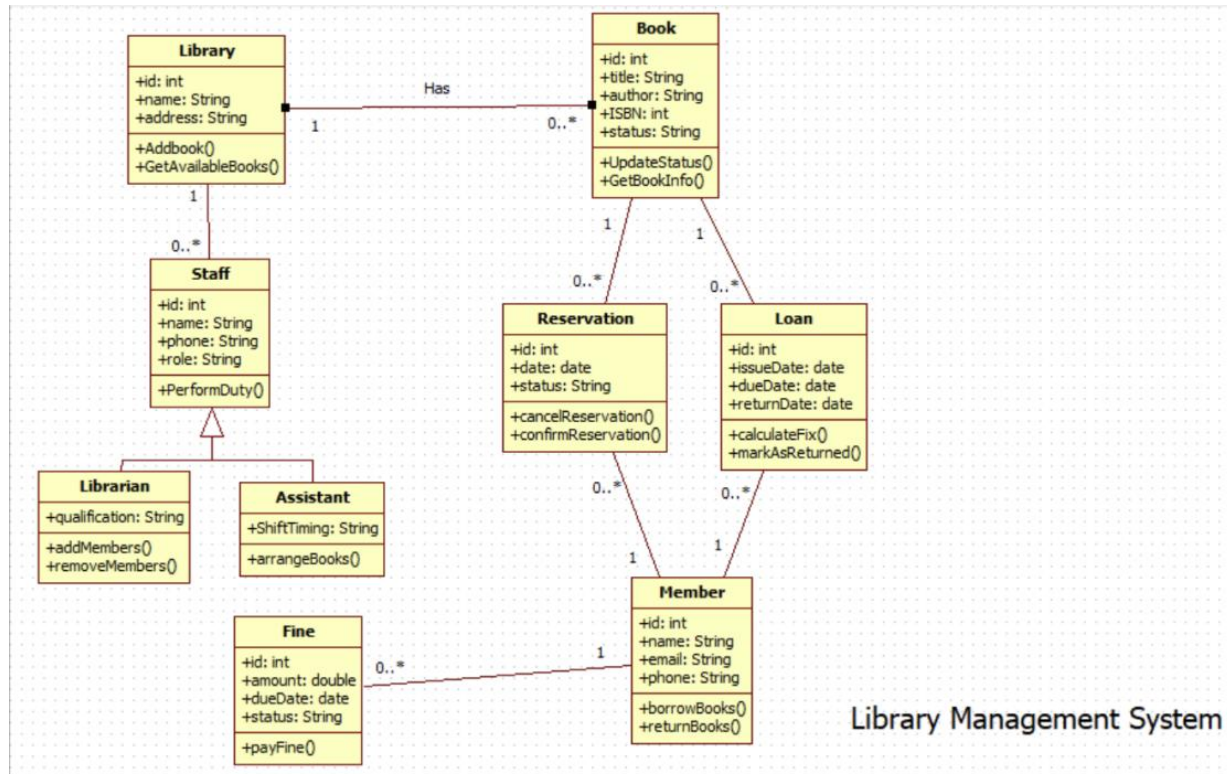 Library
+id: int
+name: String
+address: String
+Addbook()
+GetAvailableBooks()
Has
1
0..*
Book
+id: int
+title: String
+author: String
+ISBN: int
+status: String
+UpdateStatus()
+GetBookInfo()
1
0..*
Staff
+id: int
+name: String
+phone: String
+role: String
+PerformDuty()
1
0..*
1
0..*
Reservation
+id: int
+date: date
+status: String
+cancelReservation()
+confirmReservation()
Loan
+id: int
+issueDate: date
+dueDate: date
+returnDate: date
+calculateFix()
+markAsReturned()
Librarian
+qualification: String
+addMembers()
+removeMembers()
Assistant
+ShiftTiming: String
+arrangeBooks()
0..*
1
0..*
1
Member
+id: int
+name: String
+email: String
+phone: String
+borrowBooks()
+returnBooks()
Fine
+id: int
+amount: double
+dueDate: date
+status: String
+payFine()
0..*
1
Library Management System